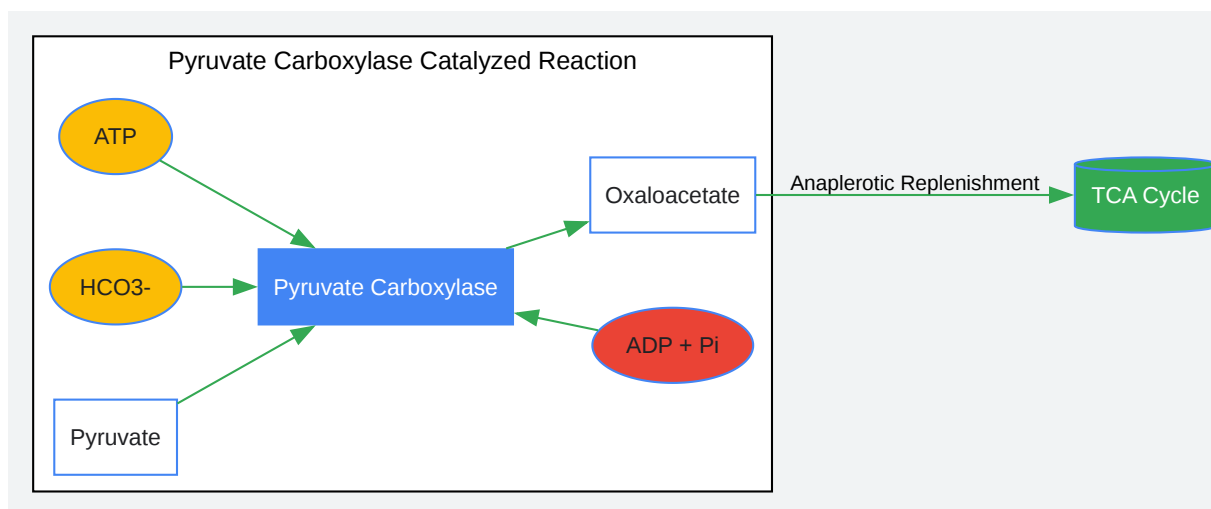 Pyruvate Carboxylase Catalyzed Reaction
ATP
HCO3-
Pyruvate
Pyruvate Carboxylase
Oxaloacetate
ADP + Pi
Anaplerotic Replenishment
TCA Cycle